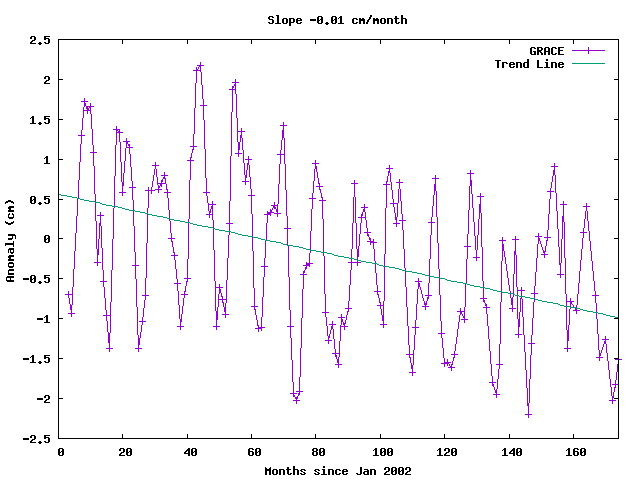 Slope -0.01 cm/month
GRACE
Trend Line
2.5
2
1.5
1
0.5
0
-0.5
-1
-1.5
-2
-2.5
Anomaly (cm)
0 20 40 60 80 100 120 140 160
Months since Jan 2002